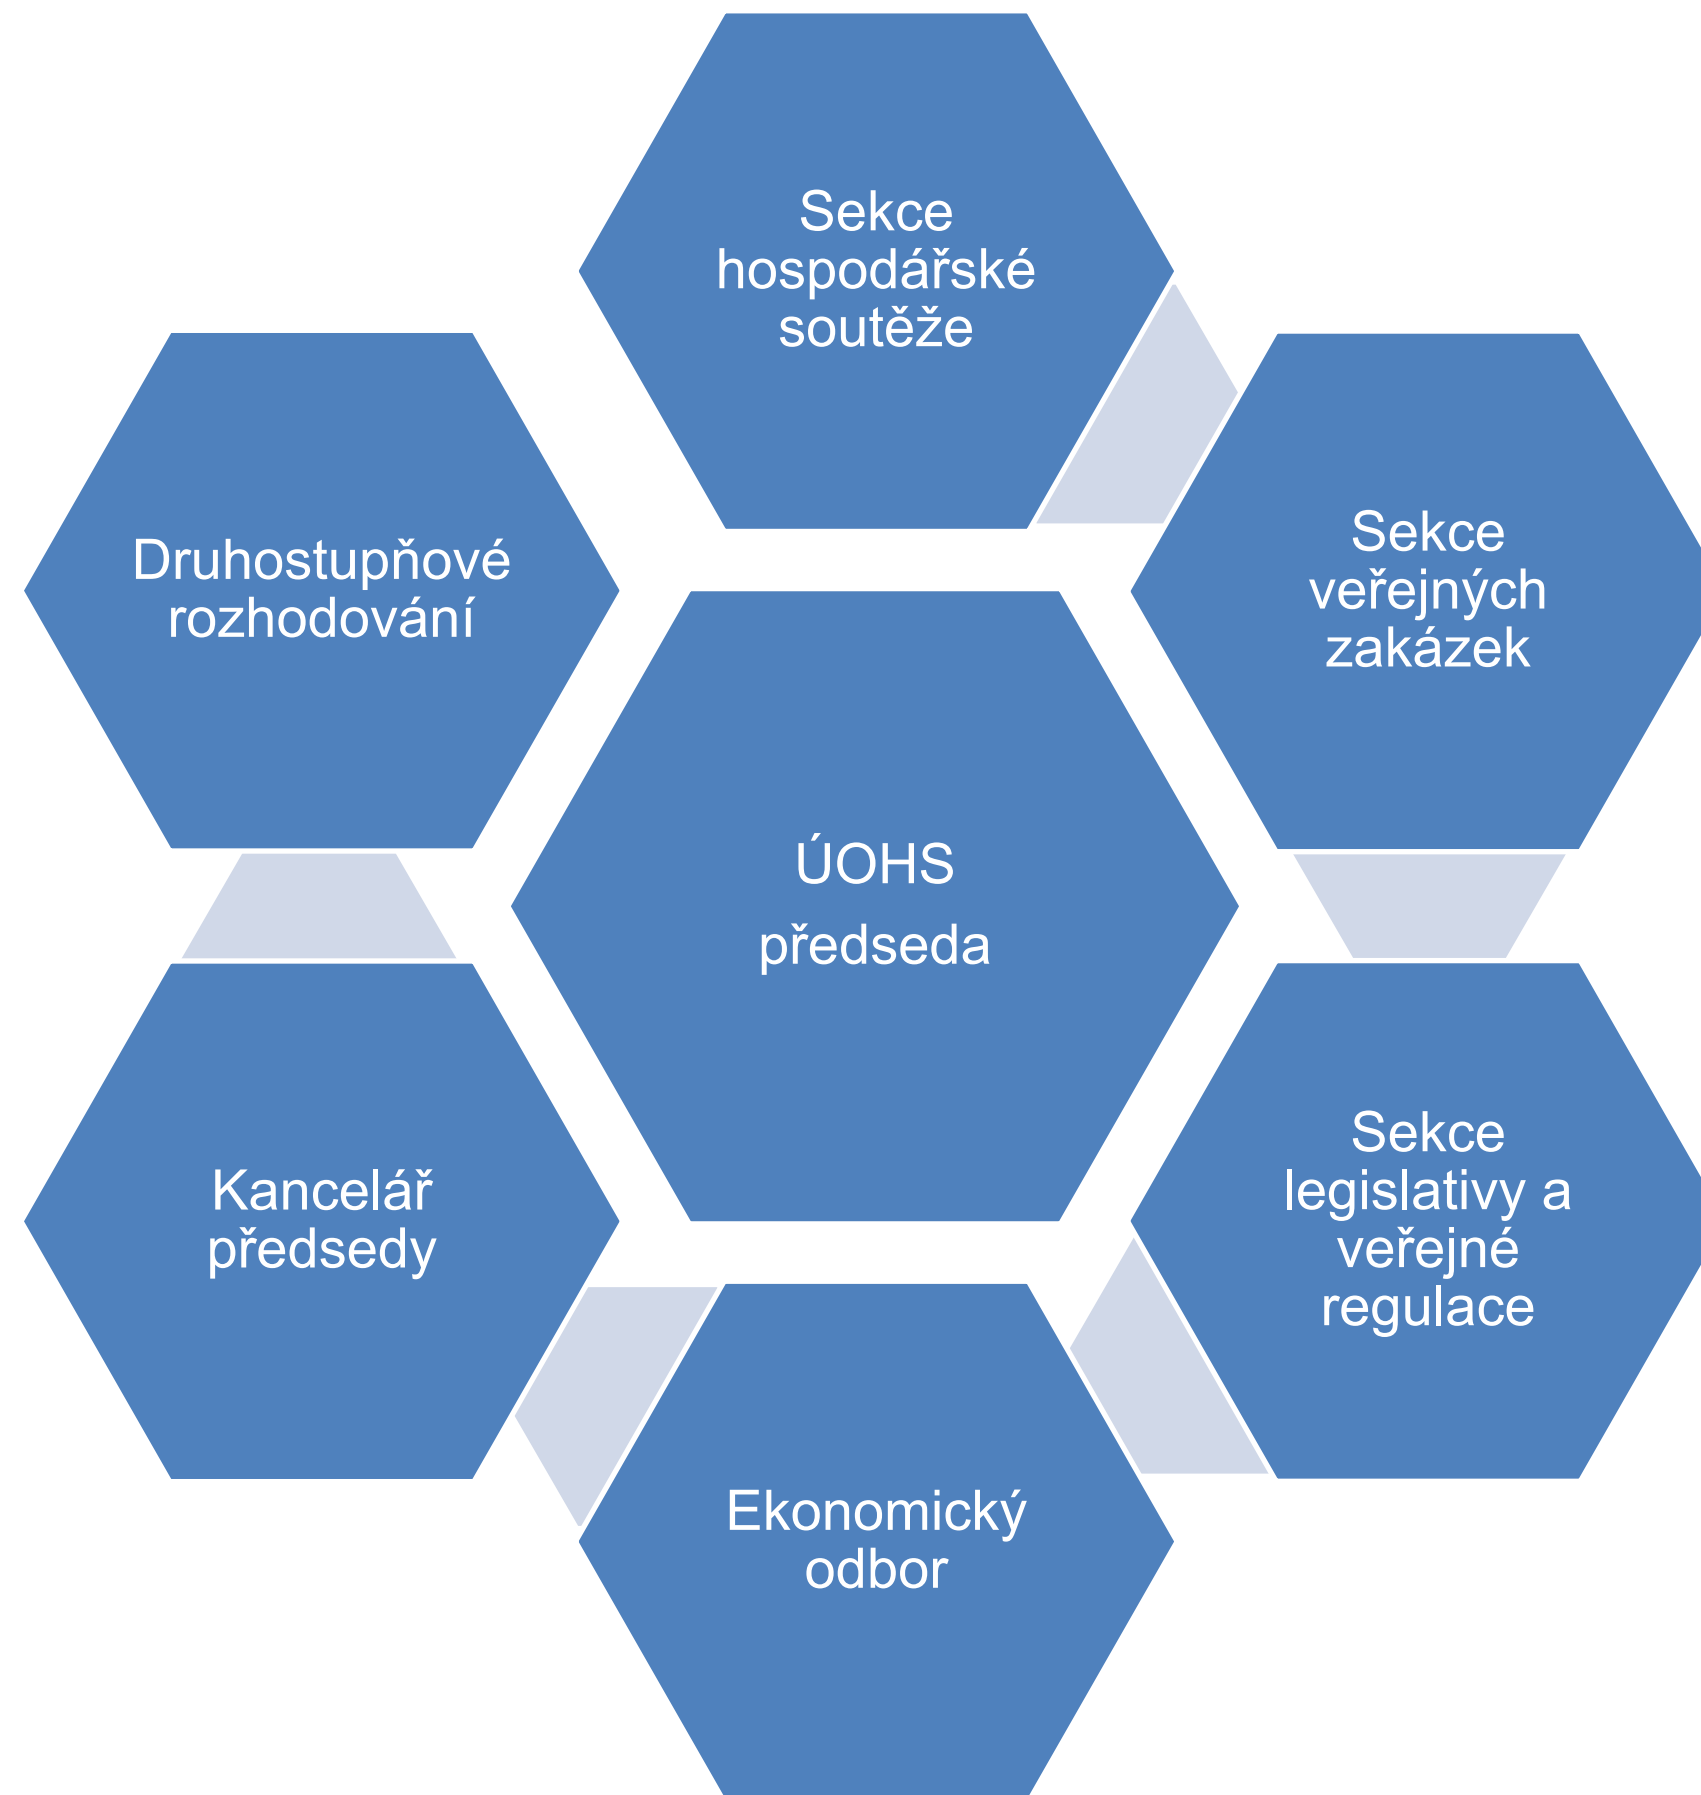 Sekce
hospodářské
soutěže
Sekce
veřejných
zakázek
Druhostupňové
rozhodování
ÚOHS
předseda
Sekce
legislativy a
veřejné
regulace
Kancelář
předsedy
Ekonomický
odbor